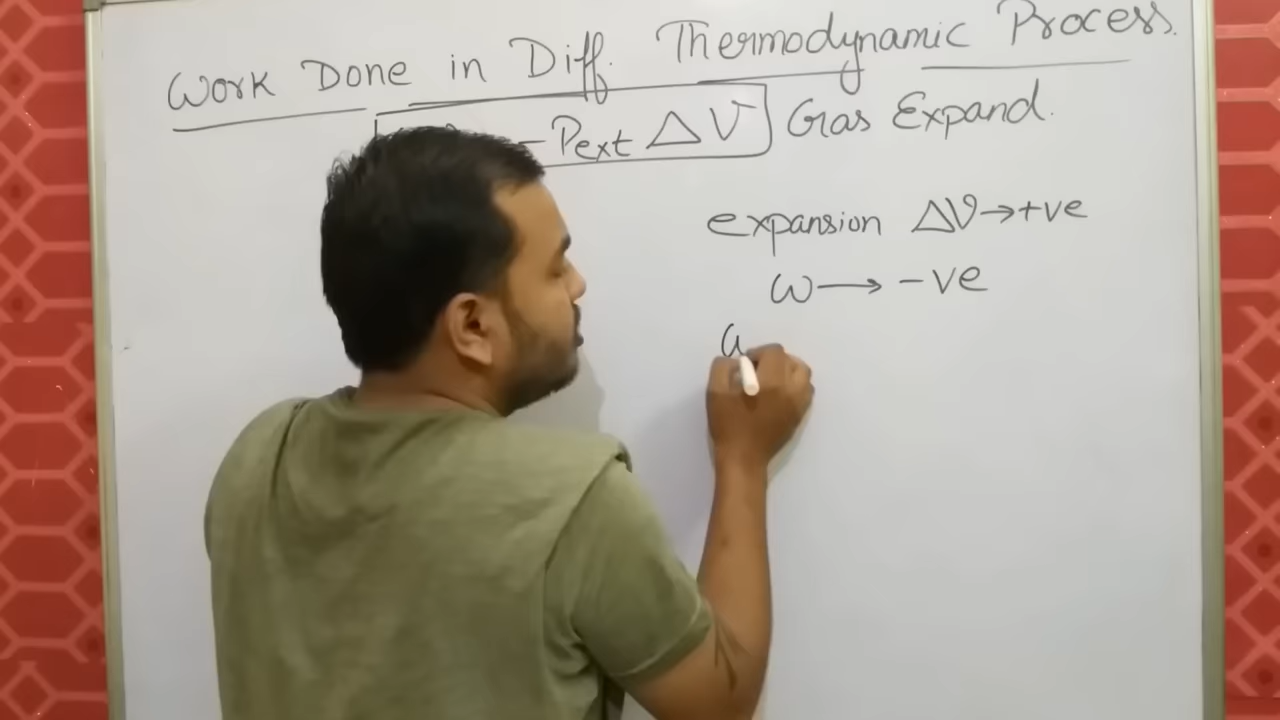 Work Done in Diff. Thermodynamic Process.
- Pext ΔV Gas Expand.
expansion ΔV→+ve
w⟶ -ve